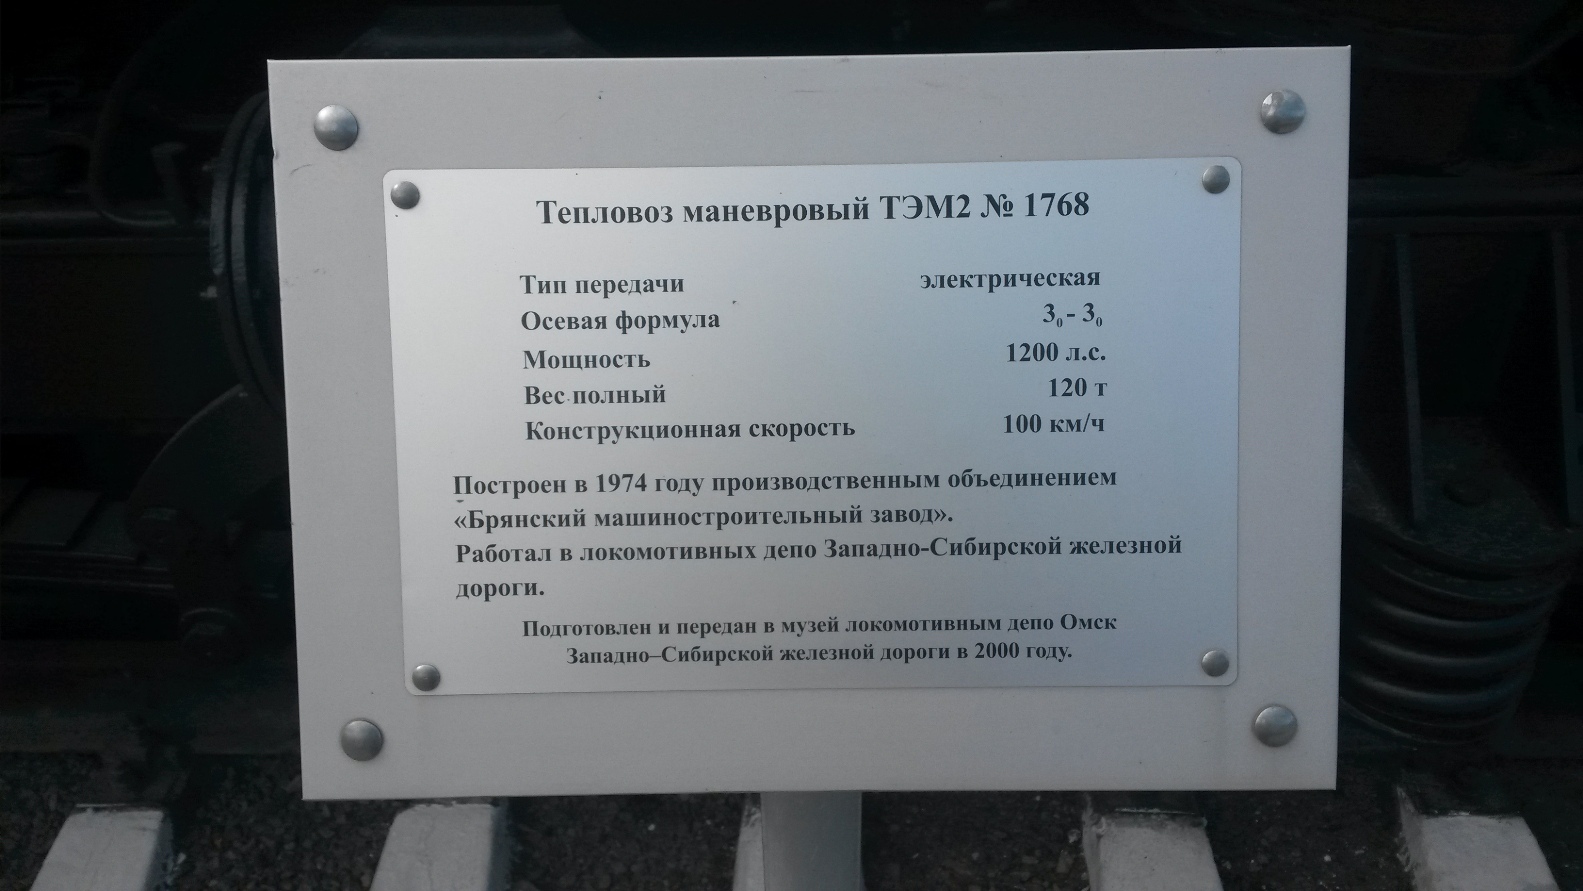 Тепловоз маневровый ТЭМ2 № 1768
Тип передачи электрическая
Осевая формула 3₀ - 3₀
Мощность 1200 л.с.
Вес полный 120 т
Конструкционная скорость 100 км/ч
Построен в 1974 году производственным объединением
«Брянский машиностроительный завод».
Работал в локомотивных депо Западно-Сибирской железной
дороги.
Подготовлен и передан в музей локомотивным депо Омск
Западно–Сибирской железной дороги в 2000 году.